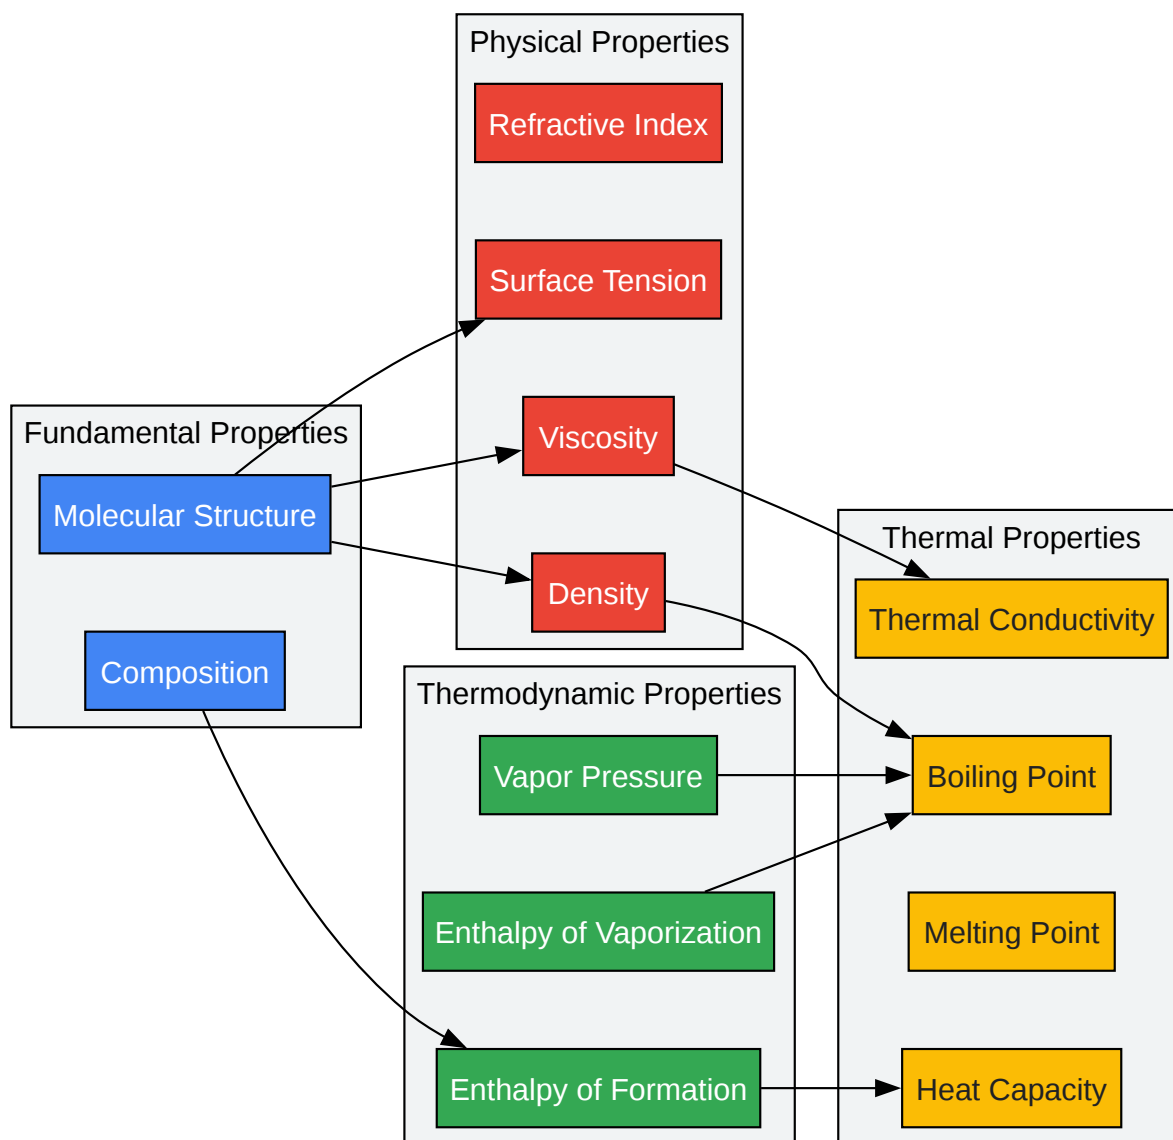 Physical Properties
Refractive Index
Surface Tension
Viscosity
Density
Fundamental Properties
Molecular Structure
Composition
Thermodynamic Properties
Vapor Pressure
Enthalpy of Vaporization
Enthalpy of Formation
Thermal Properties
Thermal Conductivity
Boiling Point
Melting Point
Heat Capacity